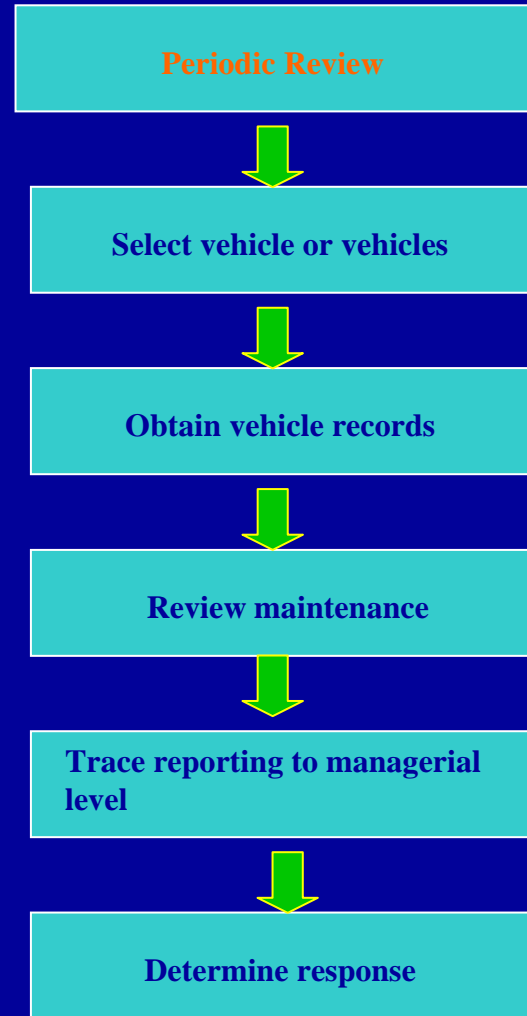 Periodic Review
Select vehicle or vehicles
Obtain vehicle records
Review maintenance
Trace reporting to managerial
level
Determine response